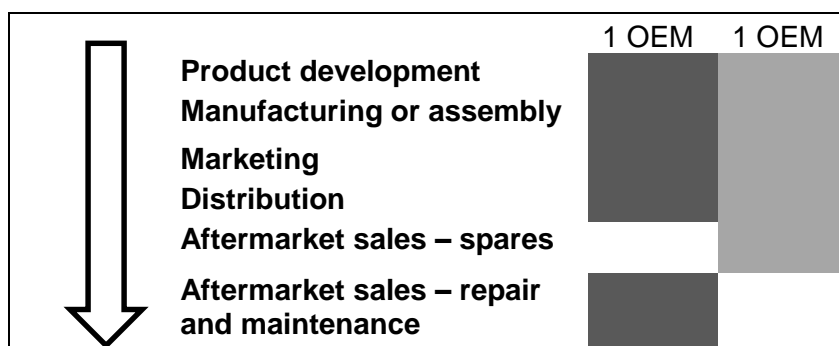 1 OEM 1 OEM
Product development
Manufacturing or assembly
Marketing
Distribution
Aftermarket sales – spares
Aftermarket sales – repair
and maintenance